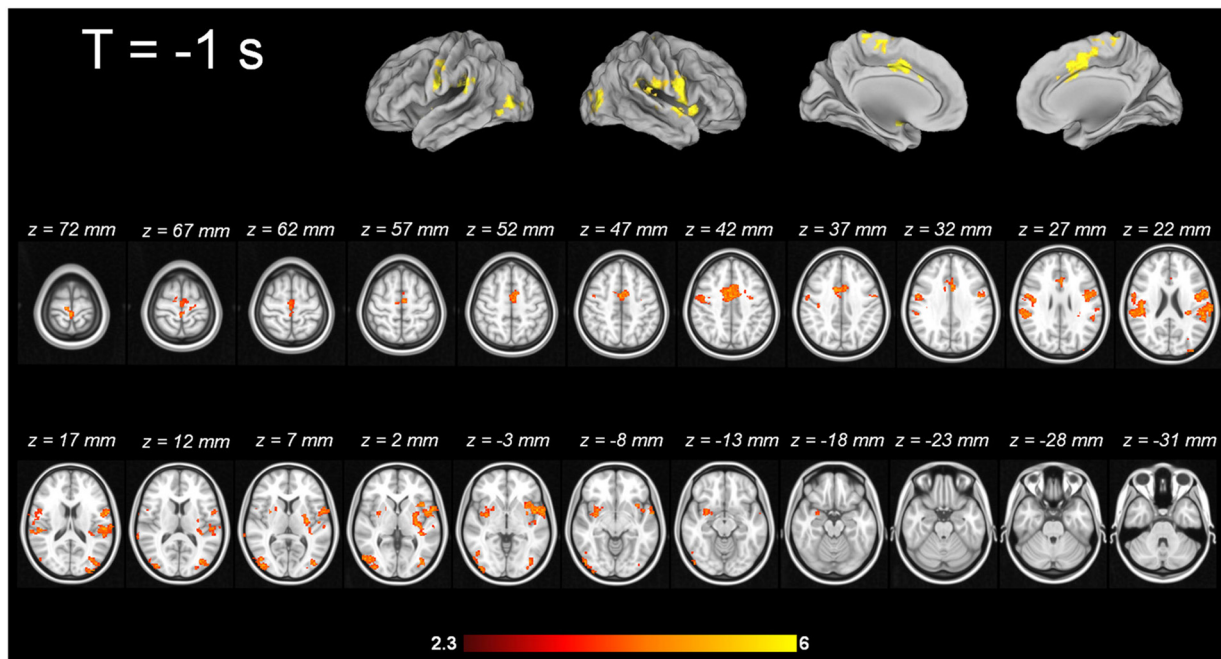 T = -1 s
z = 72 mm z = 67 mm z = 62 mm z = 57 mm z = 52 mm z = 47 mm z = 42 mm z = 37 mm z = 32 mm z = 27 mm z = 22 mm
z = 17 mm z = 12 mm z = 7 mm z = 2 mm z = -3 mm z = -8 mm z = -13 mm z = -18 mm z = -23 mm z = -28 mm z = -31 mm
2.3 6